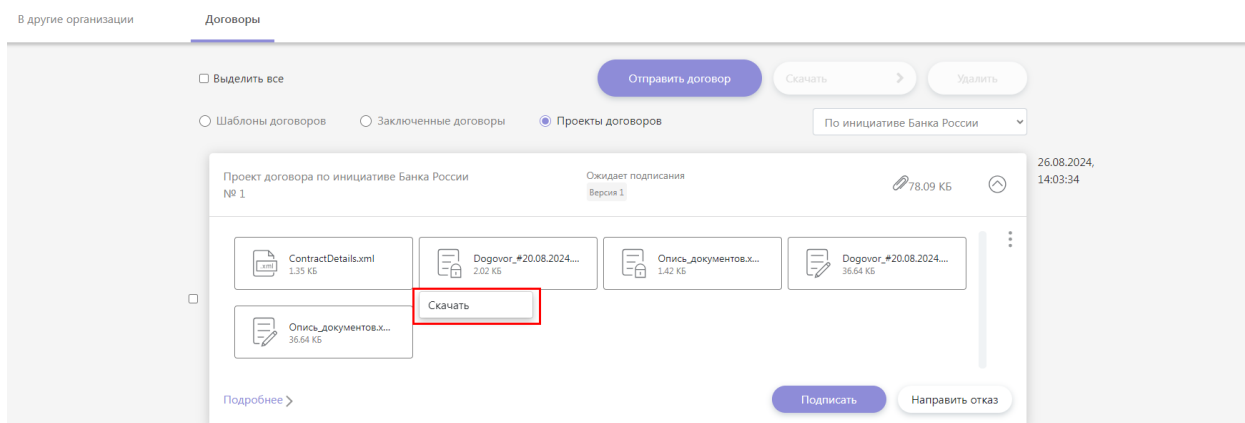 В другие организации
Договоры
Выделить все
Отправить договор
Скачать
Удалить
Шаблоны договоров
Заключенные договоры
Проекты договоров
По инициативе Банка России
Проект договора по инициативе Банка России
№ 1
Ожидает подписания
Версия 1
78.09 КБ
26.08.2024,
14:03:34
ContractDetails.xml
1.35 КБ
Dogovor_#20.08.2024....
2.02 КБ
Опись_документов.x...
1.42 КБ
Dogovor_#20.08.2024....
36.64 КБ
Скачать
.xml
Опись_документов.x...
36.64 КБ
Подробнее
Подписать
Направить отказ